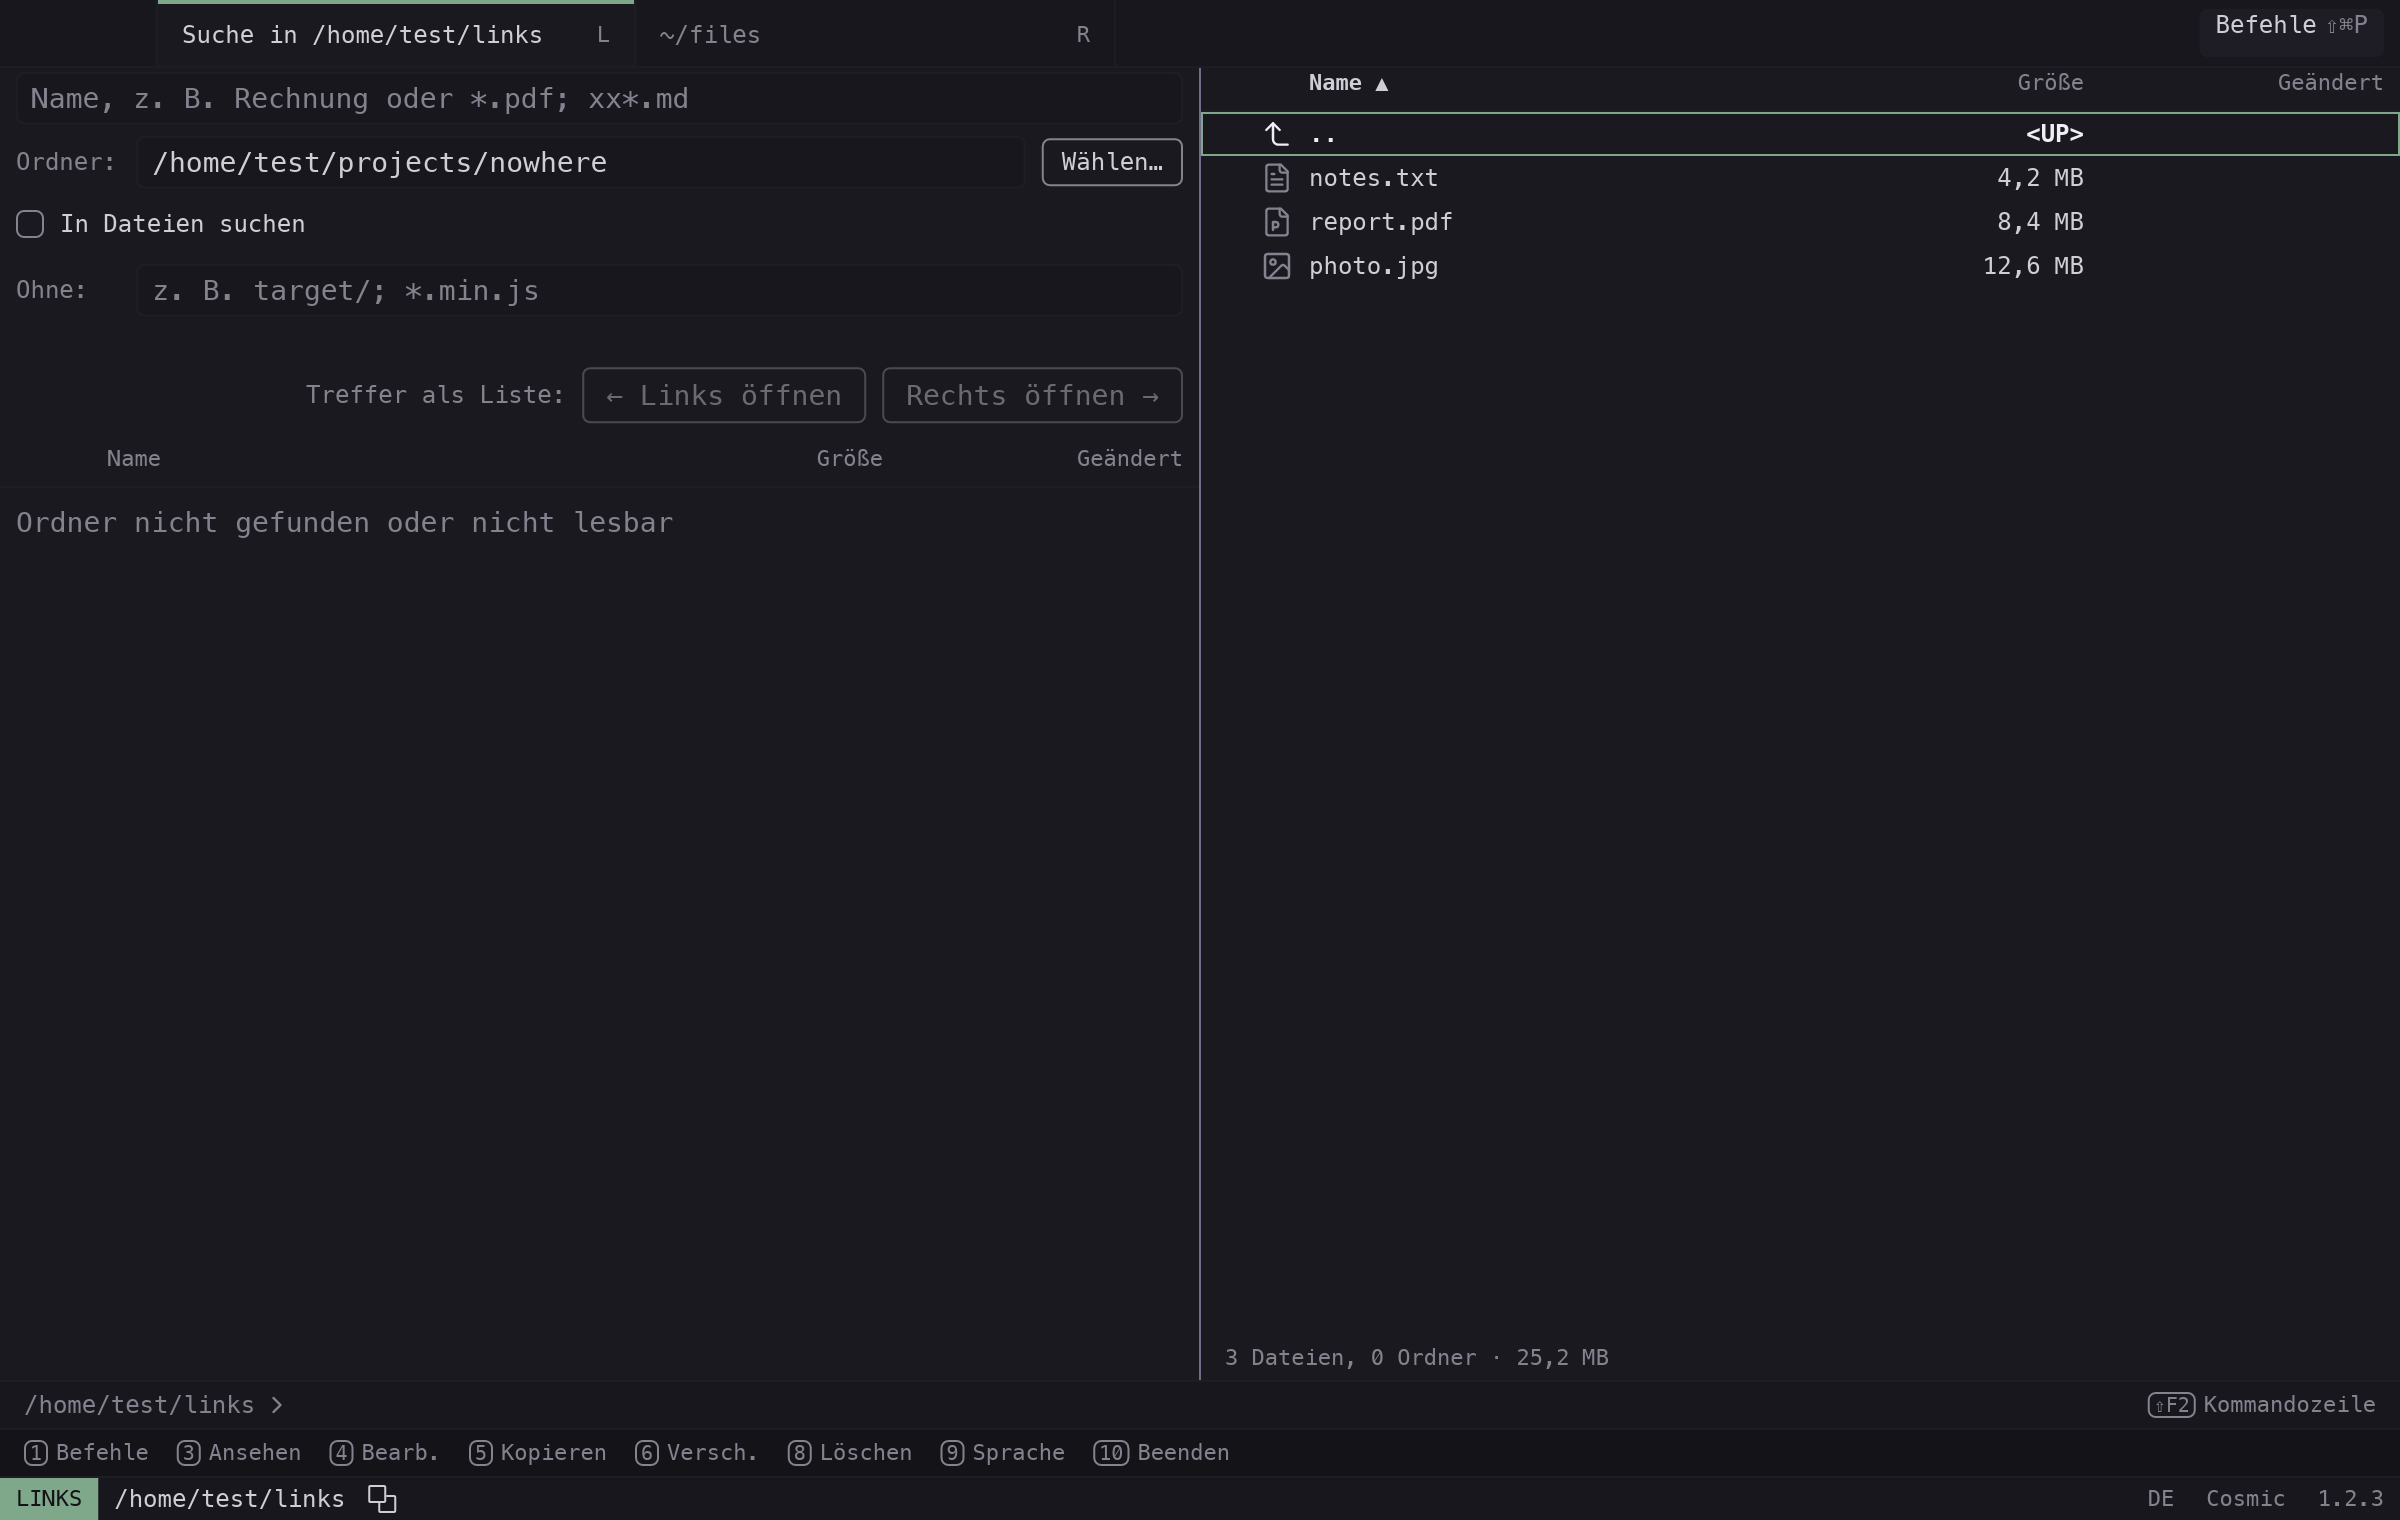 Suche in /home/test/links L ~/files R Befehle ⇧⌘P
Name, z. B. Rechnung oder *.pdf; xx*.md
Ordner: /home/test/projects/nowhere Wählen…
In Dateien suchen
Ohne: z. B. target/; *.min.js
Treffer als Liste: ← Links öffnen Rechts öffnen →
Name Größe Geändert
Ordner nicht gefunden oder nicht lesbar
Name ▲ Größe Geändert
.. <UP>
notes.txt 4,2 MB
report.pdf 8,4 MB
photo.jpg 12,6 MB
3 Dateien, 0 Ordner · 25,2 MB
/home/test/links > ⇧F2 Kommandozeile
1 Befehle 3 Ansehen 4 Bearb. 5 Kopieren 6 Versch. 8 Löschen 9 Sprache 10 Beenden
LINKS /home/test/links DE Cosmic 1.2.3